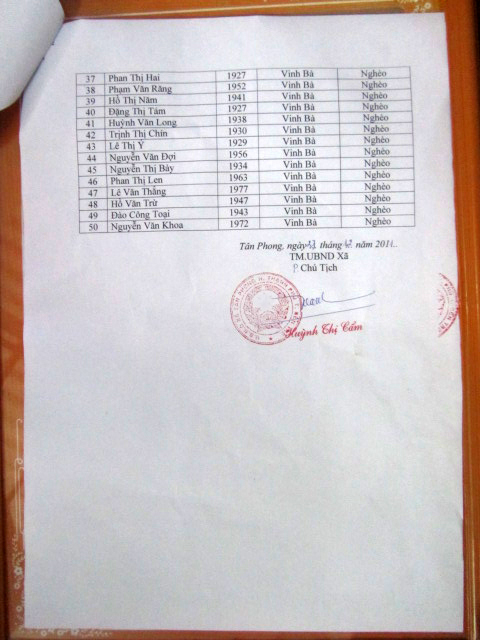 37 Phan Thị Hai 1927 Vinh Bà Nghèo
38 Phạm Văn Răng 1952 Vinh Bà Nghèo
39 Hồ Thị Năm 1941 Vinh Bà Nghèo
40 Đặng Thị Tám 1927 Vinh Bà Nghèo
41 Huỳnh Văn Long 1938 Vinh Bà Nghèo
42 Trịnh Thị Chín 1930 Vinh Bà Nghèo
43 Lê Thị Ý 1929 Vinh Bà Nghèo
44 Nguyễn Văn Đợi 1956 Vinh Bà Nghèo
45 Nguyễn Thị Bảy 1934 Vinh Bà Nghèo
46 Phan Thị Len 1963 Vinh Bà Nghèo
47 Lê Văn Thắng 1977 Vinh Bà Nghèo
48 Hồ Văn Trừ 1947 Vinh Bà Nghèo
49 Đào Công Toại 1943 Vinh Bà Nghèo
50 Nguyễn Văn Khoa 1972 Vinh Bà Nghèo
Tân Phong, ngày tháng năm
TM.UBND Xã
P Chủ Tịch
Huỳnh Thị Cẩm